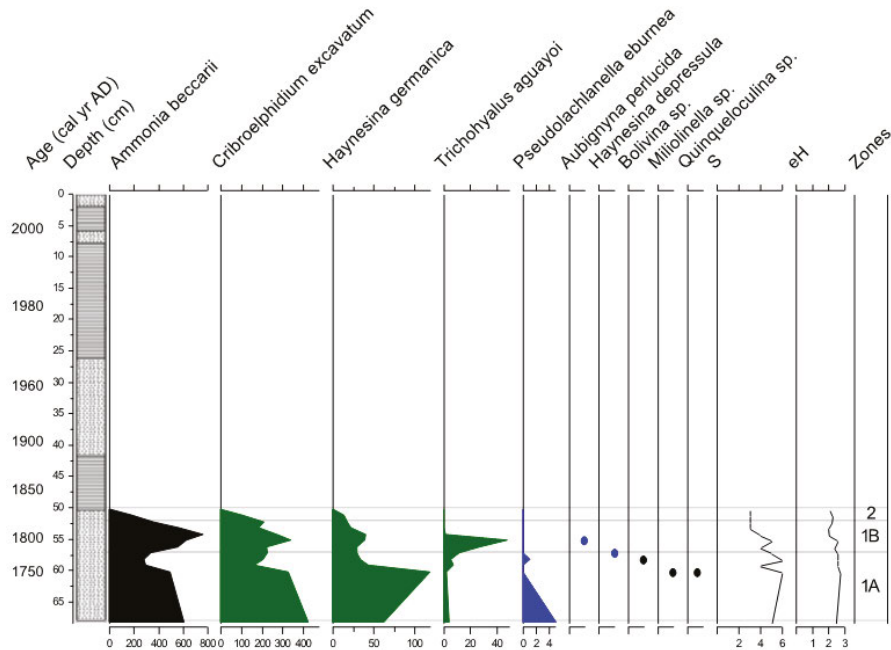 Age (cal yr AD)
Depth (cm)
Ammonia beccarii
Cribroelphidium excavatum
Haynesina germanica
Trichohyalus aguayoi
Pseudolachlanella eburnea
Aubignyna perlucida
Haynesina depressula
Bolivina sp.
Miliolinella sp.
Quinqueloculina sp.
S
eH
Zones
0
2000
5
10
15
1980
20
25
1960
30
35
1900
40
45
1850
50
2
1800
55
1B
1750
60
1A
65
0 200 400 600 800
0 100 200 300 400
0 50 100
0 20 40
0 2 4
2 4 6
0 1 2 3